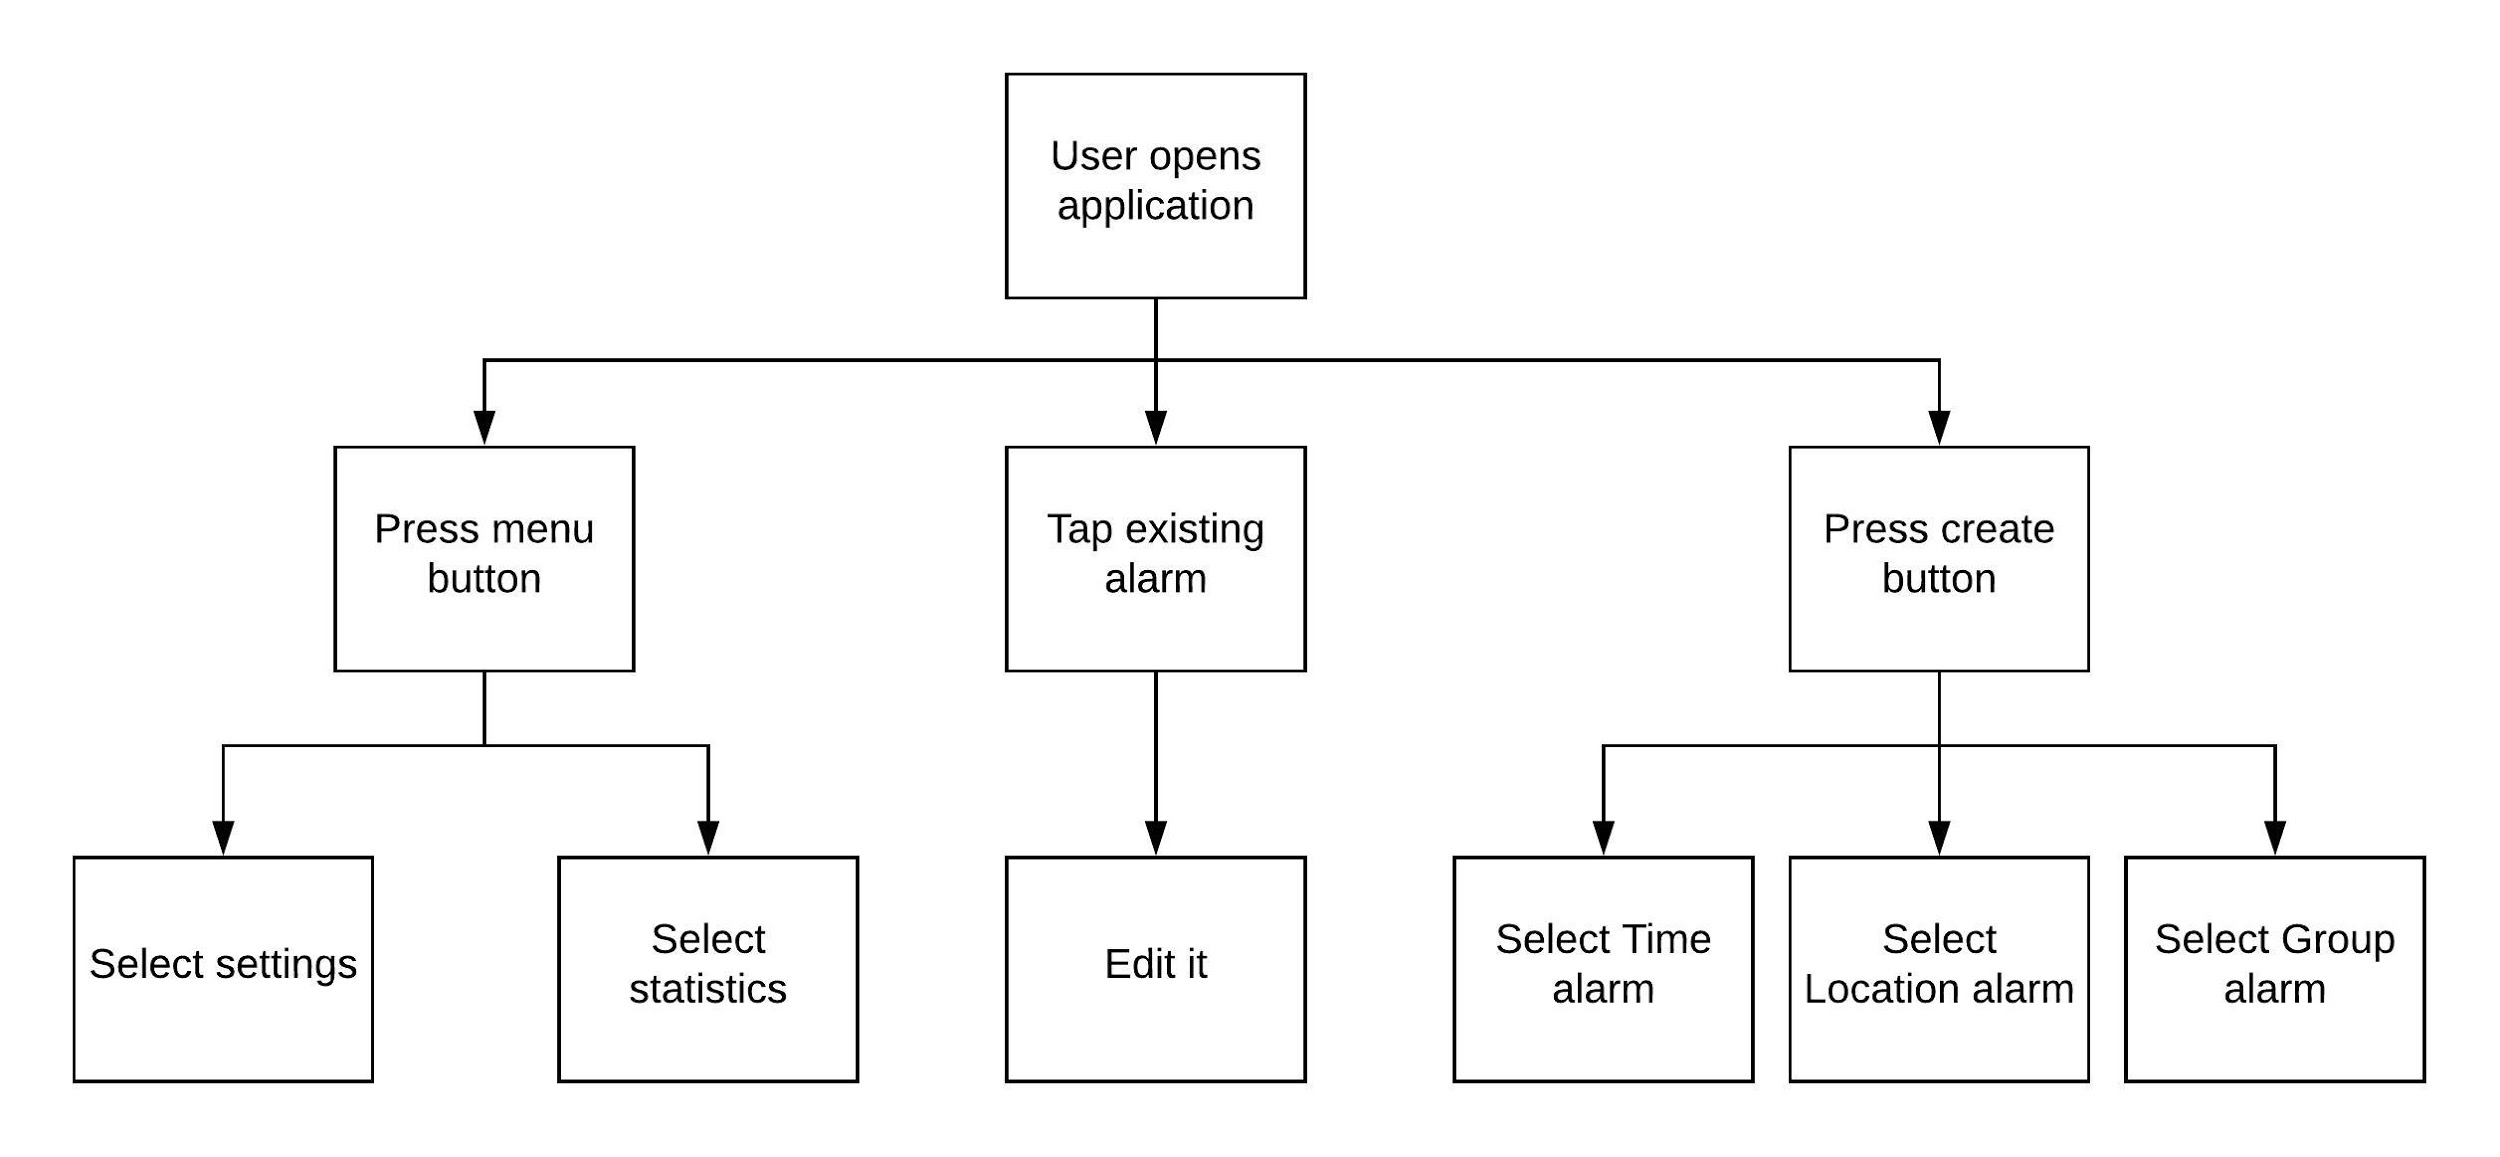 User opens
application
Press menu
button
Tap existing
alarm
Press create
button
Select settings
Select
statistics
Edit it
Select Time
alarm
Select
Location alarm
Select Group
alarm